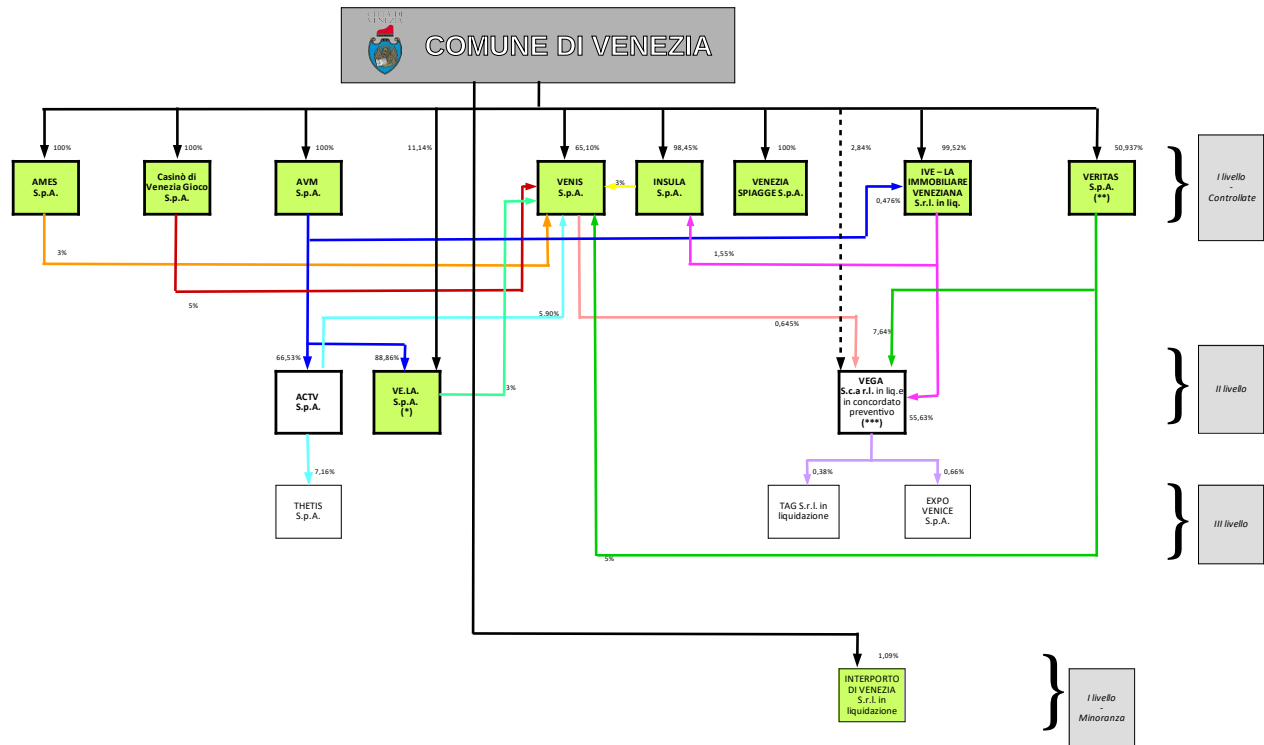 CITTÀ DI
VENEZIA
COMUNE DI VENEZIA
100%
100%
100%
11,14%
65,10%
98,45%
100%
2,84%
99,52%
50,937%
AMES
S.p.A.
Casinò di
Venezia Gioco
S.p.A.
AVM
S.p.A.
VENIS
S.p.A.
3%
INSULA
S.p.A.
VENEZIA
SPIAGGE S.p.A.
0,476%
IVE – LA
IMMOBILIARE
VENEZIANA
S.r.l. in liq.
VERITAS
S.p.A.
(**)
I livello
-
Controllate
3%
1,55%
5%
5.90%
0,645%
7,64%
66,53%
88,86%
ACTV
S.p.A.
VE.LA.
S.p.A.
(*)
3%
VEGA
S.c.a r.l. in liq.e
in concordato
preventivo
(***)
55,63%
II livello
7,16%
0,38%
0,66%
THETIS
S.p.A.
TAG S.r.l. in
liquidazione
EXPO
VENICE
S.p.A.
III livello
5%
1,09%
INTERPORTO
DI VENEZIA
S.r.l. in
liquidazione
I livello
-
Minoranza